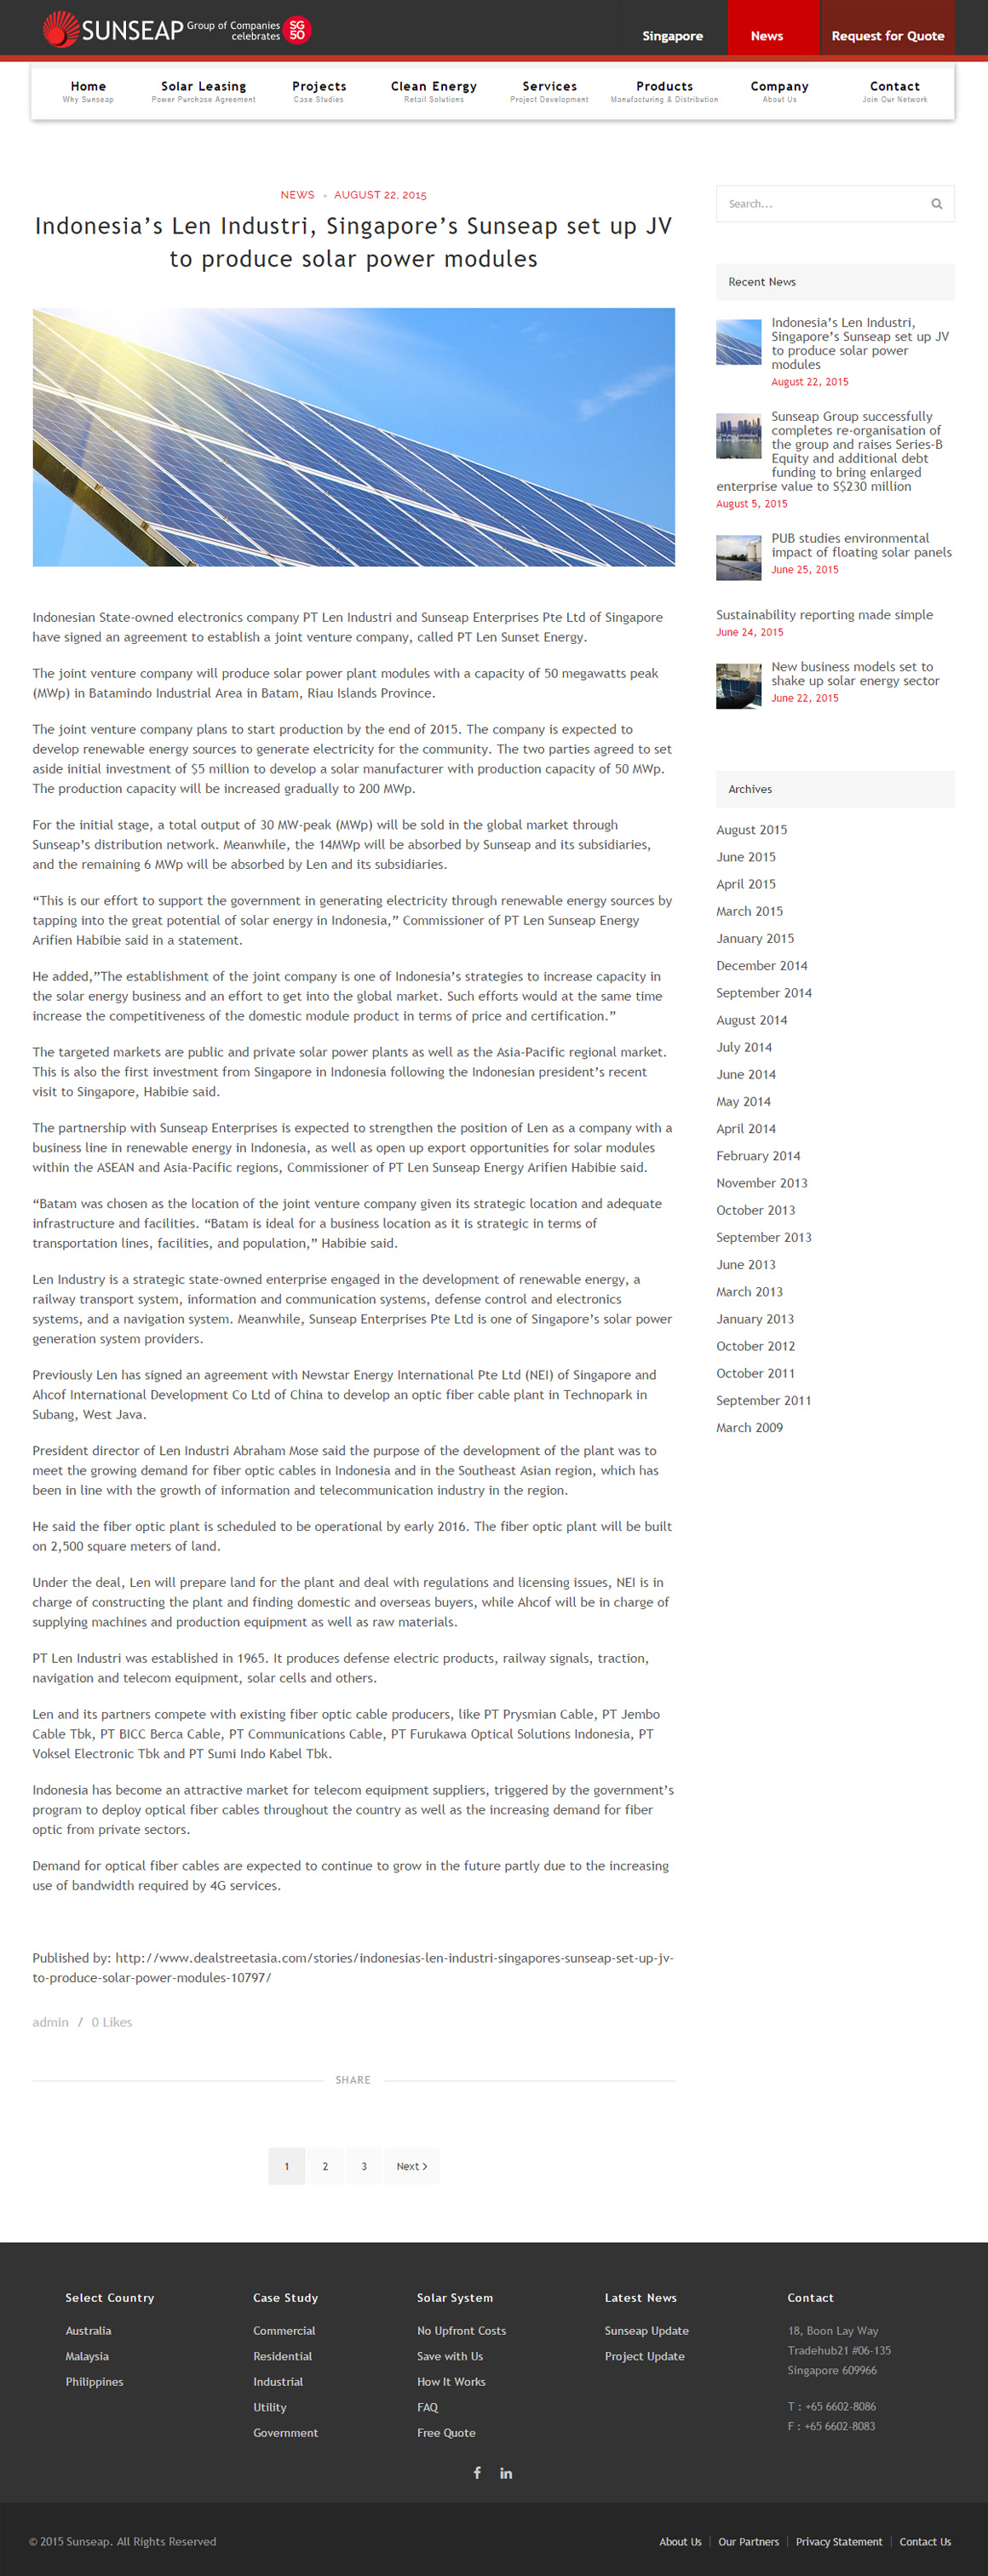 SUNSEAP Group of Companies
celebrates
SG
50
Singapore
News
Request for Quote
Home
Why Sunseap
Solar Leasing
Power Purchase Agreement
Projects
Case Studies
Clean Energy
Retail Solutions
Services
Project Development
Products
Manufacturing & Distribution
Company
About Us
Contact
Join Our Network
NEWS • AUGUST 22, 2015
Indonesia’s Len Industri, Singapore’s Sunseap set up JV
to produce solar power modules
Indonesian State-owned electronics company PT Len Industri and Sunseap Enterprises Pte Ltd of Singapore
have signed an agreement to establish a joint venture company, called PT Len Sunset Energy.
The joint venture company will produce solar power plant modules with a capacity of 50 megawatts peak
(MWp) in Batamindo Industrial Area in Batam, Riau Islands Province.
The joint venture company plans to start production by the end of 2015. The company is expected to
develop renewable energy sources to generate electricity for the community. The two parties agreed to set
aside initial investment of $5 million to develop a solar manufacturer with production capacity of 50 MWp.
The production capacity will be increased gradually to 200 MWp.
For the initial stage, a total output of 30 MW-peak (MWp) will be sold in the global market through
Sunseap’s distribution network. Meanwhile, the 14MWp will be absorbed by Sunseap and its subsidiaries,
and the remaining 6 MWp will be absorbed by Len and its subsidiaries.
“This is our effort to support the government in generating electricity through renewable energy sources by
tapping into the great potential of solar energy in Indonesia,” Commissioner of PT Len Sunseap Energy
Arifien Habibie said in a statement.
He added,”The establishment of the joint company is one of Indonesia’s strategies to increase capacity in
the solar energy business and an effort to get into the global market. Such efforts would at the same time
increase the competitiveness of the domestic module product in terms of price and certification.”
The targeted markets are public and private solar power plants as well as the Asia-Pacific regional market.
This is also the first investment from Singapore in Indonesia following the Indonesian president’s recent
visit to Singapore, Habibie said.
The partnership with Sunseap Enterprises is expected to strengthen the position of Len as a company with a
business line in renewable energy in Indonesia, as well as open up export opportunities for solar modules
within the ASEAN and Asia-Pacific regions, Commissioner of PT Len Sunseap Energy Arifien Habibie said.
“Batam was chosen as the location of the joint venture company given its strategic location and adequate
infrastructure and facilities. “Batam is ideal for a business location as it is strategic in terms of
transportation lines, facilities, and population,” Habibie said.
Len Industry is a strategic state-owned enterprise engaged in the development of renewable energy, a
railway transport system, information and communication systems, defense control and electronics
systems, and a navigation system. Meanwhile, Sunseap Enterprises Pte Ltd is one of Singapore’s solar power
generation system providers.
Previously Len has signed an agreement with Newstar Energy International Pte Ltd (NEI) of Singapore and
Ahcof International Development Co Ltd of China to develop an optic fiber cable plant in Technopark in
Subang, West Java.
President director of Len Industri Abraham Mose said the purpose of the development of the plant was to
meet the growing demand for fiber optic cables in Indonesia and in the Southeast Asian region, which has
been in line with the growth of information and telecommunication industry in the region.
He said the fiber optic plant is scheduled to be operational by early 2016. The fiber optic plant will be built
on 2,500 square meters of land.
Under the deal, Len will prepare land for the plant and deal with regulations and licensing issues, NEI is in
charge of constructing the plant and finding domestic and overseas buyers, while Ahcof will be in charge of
supplying machines and production equipment as well as raw materials.
PT Len Industri was established in 1965. It produces defense electric products, railway signals, traction,
navigation and telecom equipment, solar cells and others.
Len and its partners compete with existing fiber optic cable producers, like PT Prysmian Cable, PT Jembo
Cable Tbk, PT BICC Berca Cable, PT Communications Cable, PT Furukawa Optical Solutions Indonesia, PT
Voksel Electronic Tbk and PT Sumi Indo Kabel Tbk.
Indonesia has become an attractive market for telecom equipment suppliers, triggered by the government’s
program to deploy optical fiber cables throughout the country as well as the increasing demand for fiber
optic from private sectors.
Demand for optical fiber cables are expected to continue to grow in the future partly due to the increasing
use of bandwidth required by 4G services.
Published by: http://www.dealstreetasia.com/stories/indonesias-len-industri-singapores-sunseap-set-up-jv-
to-produce-solar-power-modules-10797/
admin / 0 Likes
SHARE
1 2 3 Next >
Search...
Recent News
Indonesia’s Len Industri,
Singapore’s Sunseap set up JV
to produce solar power
modules
August 22, 2015
Sunseap Group successfully
completes re-organisation of
the group and raises Series-B
Equity and additional debt
funding to bring enlarged
enterprise value to S$230 million
August 5, 2015
PUB studies environmental
impact of floating solar panels
June 25, 2015
Sustainability reporting made simple
June 24, 2015
New business models set to
shake up solar energy sector
June 22, 2015
Archives
August 2015
June 2015
April 2015
March 2015
January 2015
December 2014
September 2014
August 2014
July 2014
June 2014
May 2014
April 2014
February 2014
November 2013
October 2013
September 2013
June 2013
March 2013
January 2013
October 2012
October 2011
September 2011
March 2009
Select Country
Australia
Malaysia
Philippines
Case Study
Commercial
Residential
Industrial
Utility
Government
Solar System
No Upfront Costs
Save with Us
How It Works
FAQ
Free Quote
Latest News
Sunseap Update
Project Update
Contact
18, Boon Lay Way
Tradehub21 #06-135
Singapore 609966
T : +65 6602-8086
F : +65 6602-8083
© 2015 Sunseap. All Rights Reserved
About Us | Our Partners | Privacy Statement | Contact Us